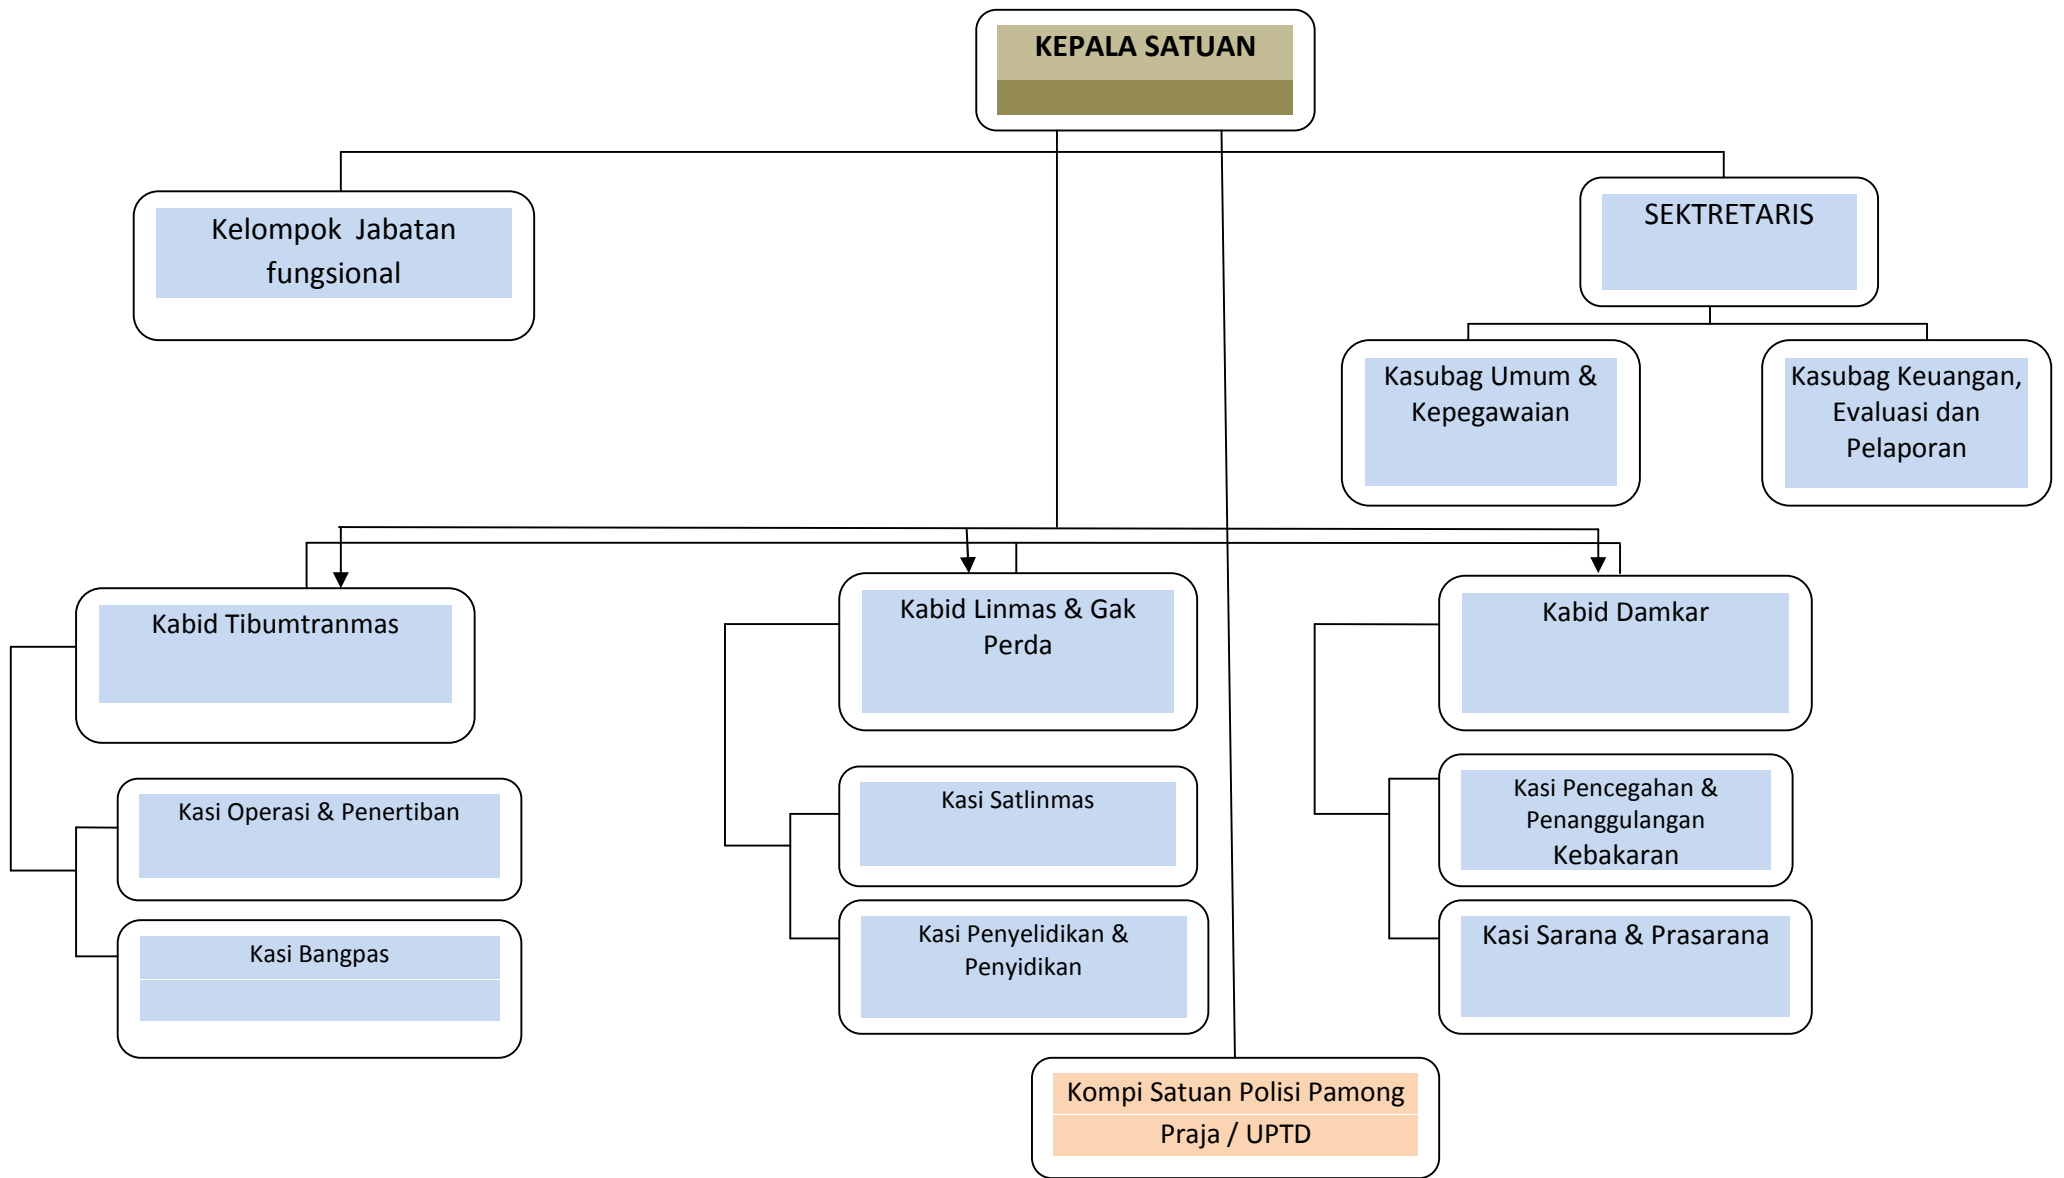 KEPALA SATUAN
Kelompok Jabatan
fungsional
SEKTRETARIS
Kasubag Umum &
Kepegawaian
Kasubag Keuangan,
Evaluasi dan
Pelaporan
Kabid Tibumtranmas
Kabid Linmas & Gak
Perda
Kabid Damkar
Kasi Operasi & Penertiban
Kasi Satlinmas
Kasi Pencegahan &
Penanggulangan
Kebakaran
Kasi Bangpas
Kasi Penyelidikan &
Penyidikan
Kasi Sarana & Prasarana
Kompi Satuan Polisi Pamong
Praja / UPTD